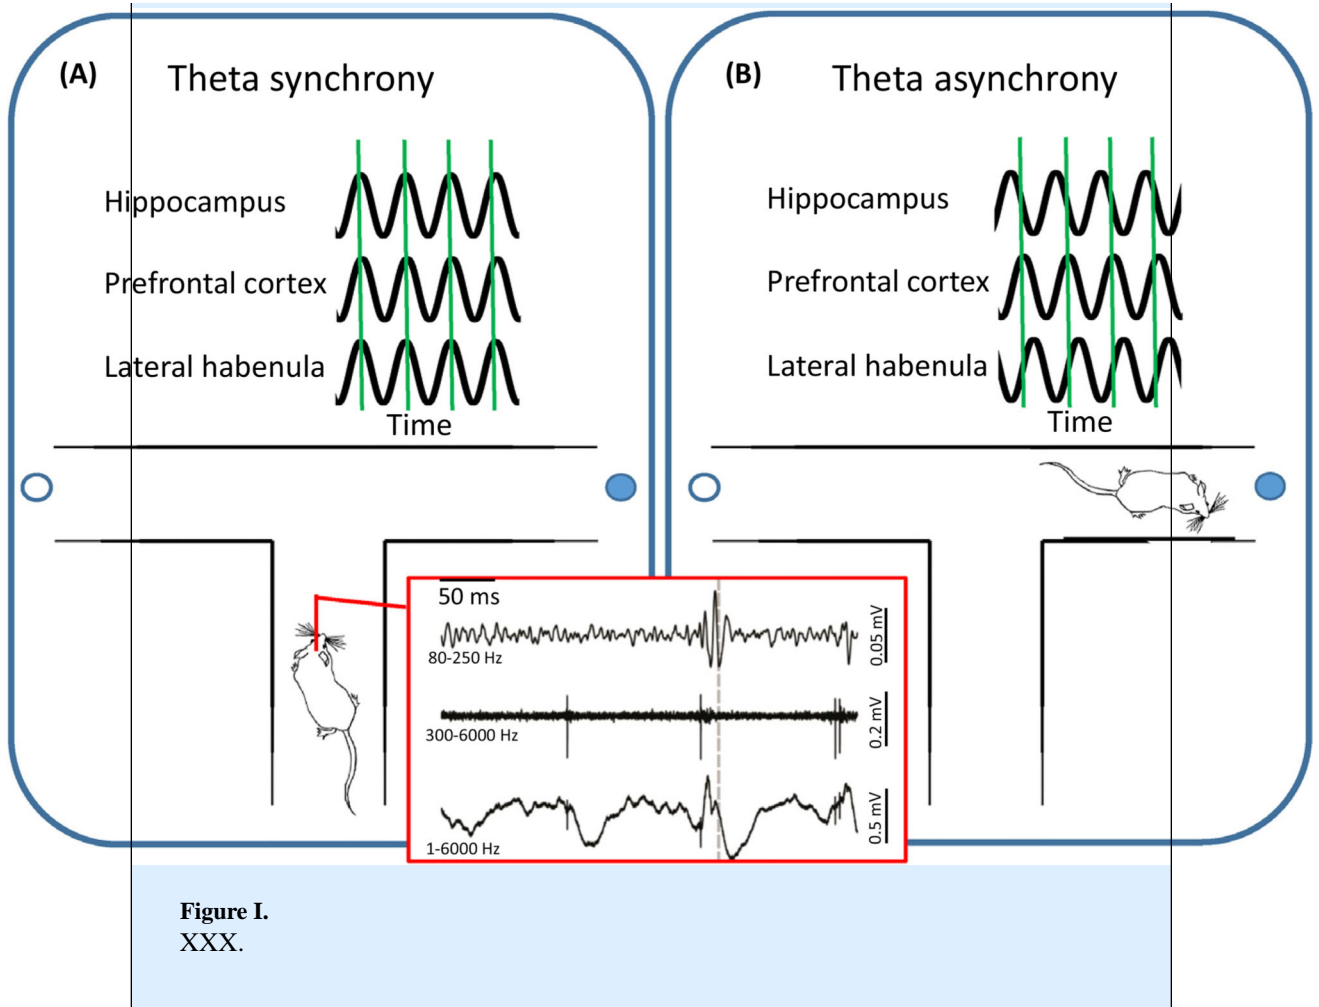 (A) Theta synchrony
Hippocampus
Prefrontal cortex
Lateral habenula
Time
(B) Theta asynchrony
Hippocampus
Prefrontal cortex
Lateral habenula
Time
50 ms
80-250 Hz
0.05 mV
300-6000 Hz
0.2 mV
1-6000 Hz
0.5 mV
Figure I.
XXX.